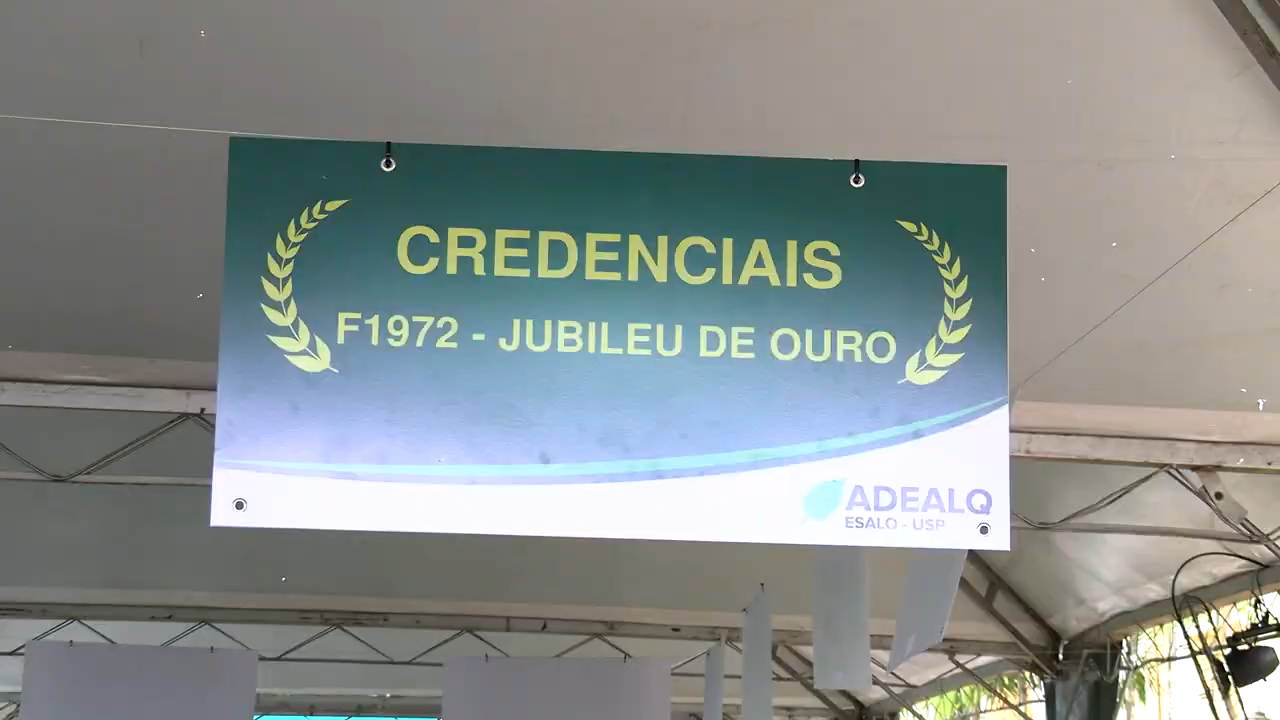 CREDENCIAIS
F1972 - JUBILEU DE OURO
ADEALQ
ESALQ - USP